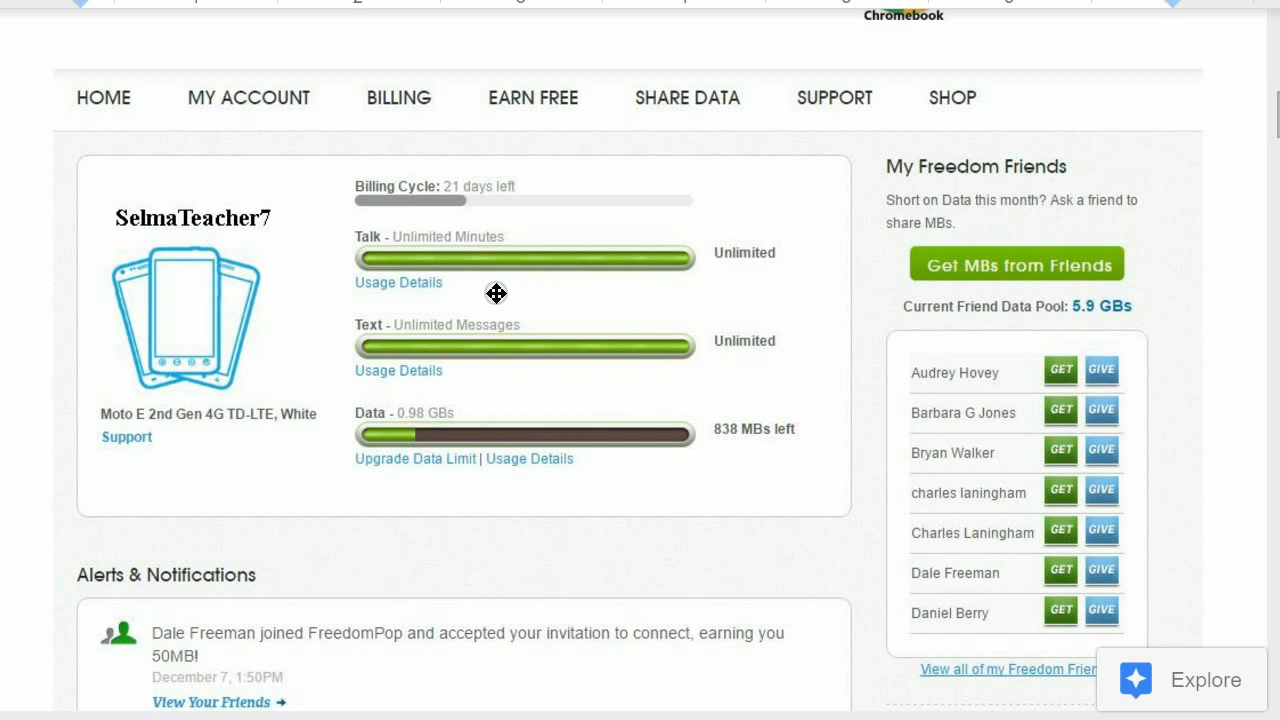 Chromebook
HOME MY ACCOUNT BILLING EARN FREE SHARE DATA SUPPORT SHOP
SelmaTeacher7
Moto E 2nd Gen 4G TD-LTE, White
Support
Billing Cycle: 21 days left
Talk - Unlimited Minutes
Unlimited
Usage Details
Text - Unlimited Messages
Unlimited
Usage Details
Data - 0.98 GBs
838 MBs left
Upgrade Data Limit | Usage Details
Alerts & Notifications
Dale Freeman joined FreedomPop and accepted your invitation to connect, earning you
50MB!
December 7, 1:50PM
View Your Friends
My Freedom Friends
Short on Data this month? Ask a friend to
share MBs.
Get MBs from Friends
Current Friend Data Pool: 5.9 GBs
Audrey Hovey GET GIVE
Barbara G Jones GET GIVE
Bryan Walker GET GIVE
charles laningham GET GIVE
Charles Laningham GET GIVE
Dale Freeman GET GIVE
Daniel Berry GET GIVE
View all of my Freedom
Explore